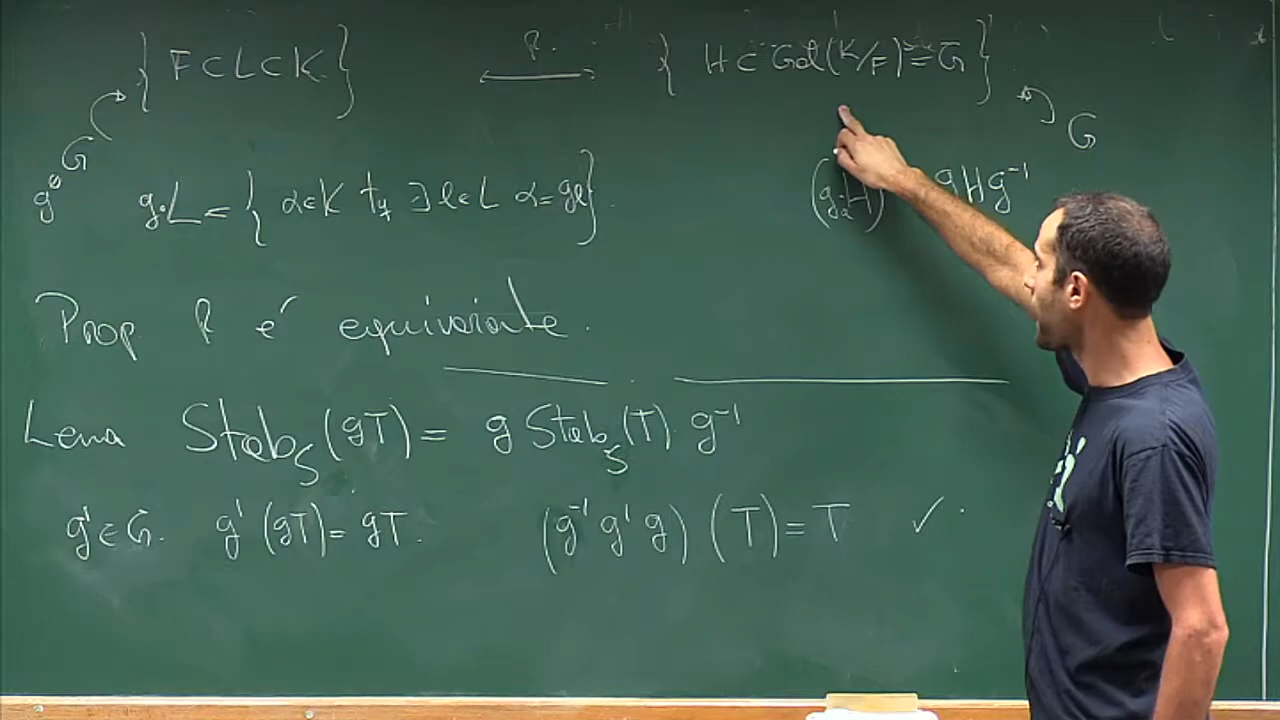 { F ⊂ L ⊂ K } ⟷ { H ⊂ Gal(K/F) = G }
G G
g g·L = { α ∈ K t.q. ∃ l ∈ L α = gl }. (g·H) gHg⁻¹
Prop é equivariante.
Lema Stab_S(gT) = g Stab_S(T) g⁻¹
g' ∈ G. g'(gT) = gT. (g⁻¹ g' g)(T) = T ✓.